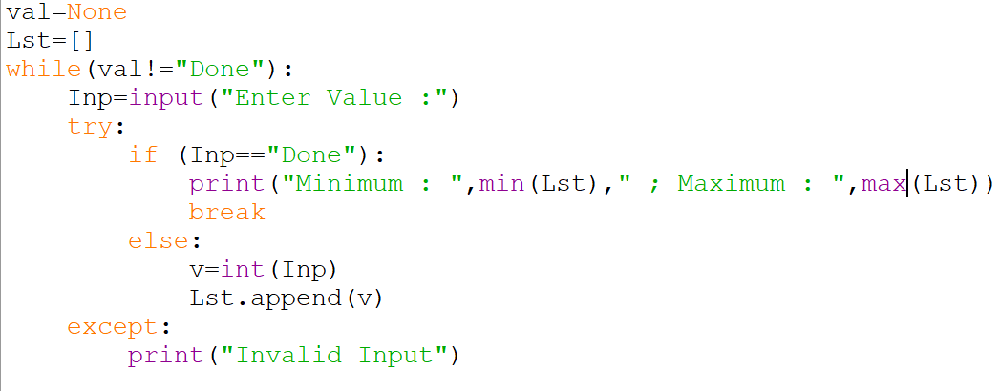 val=None
Lst=[]
while(val!="Done"):
    Inp=input("Enter Value :")
    try:
        if (Inp=="Done"):
            print("Minimum : ",min(Lst)," ; Maximum : ",max(Lst))
            break
        else:
            v=int(Inp)
            Lst.append(v)
    except:
        print("Invalid Input")